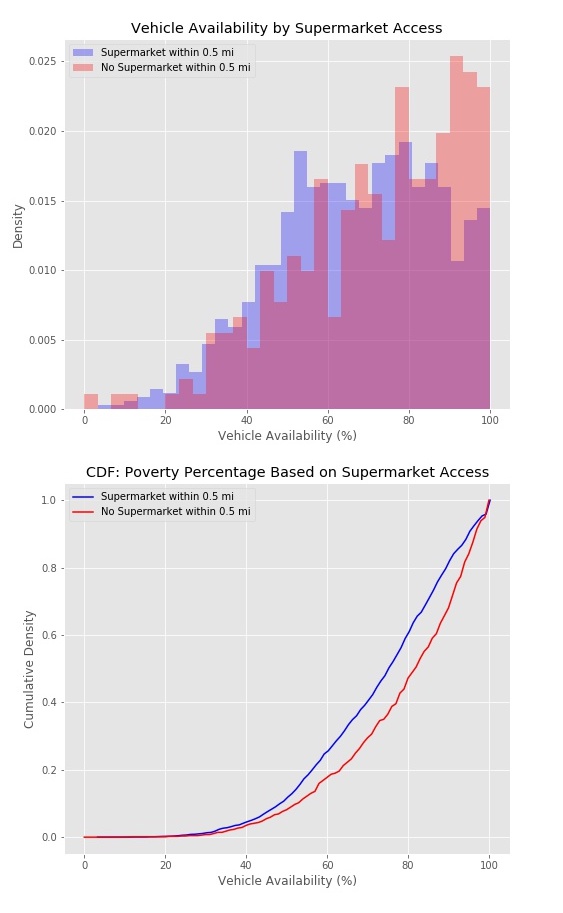 Vehicle Availability by Supermarket Access
Supermarket within 0.5 mi
No Supermarket within 0.5 mi
0.025
0.020
0.015
0.010
0.005
0.000
Density
0 20 40 60 80 100
Vehicle Availability (%)
CDF: Poverty Percentage Based on Supermarket Access
Supermarket within 0.5 mi
No Supermarket within 0.5 mi
1.0
0.8
0.6
0.4
0.2
0.0
Cumulative Density
0 20 40 60 80 100
Vehicle Availability (%)